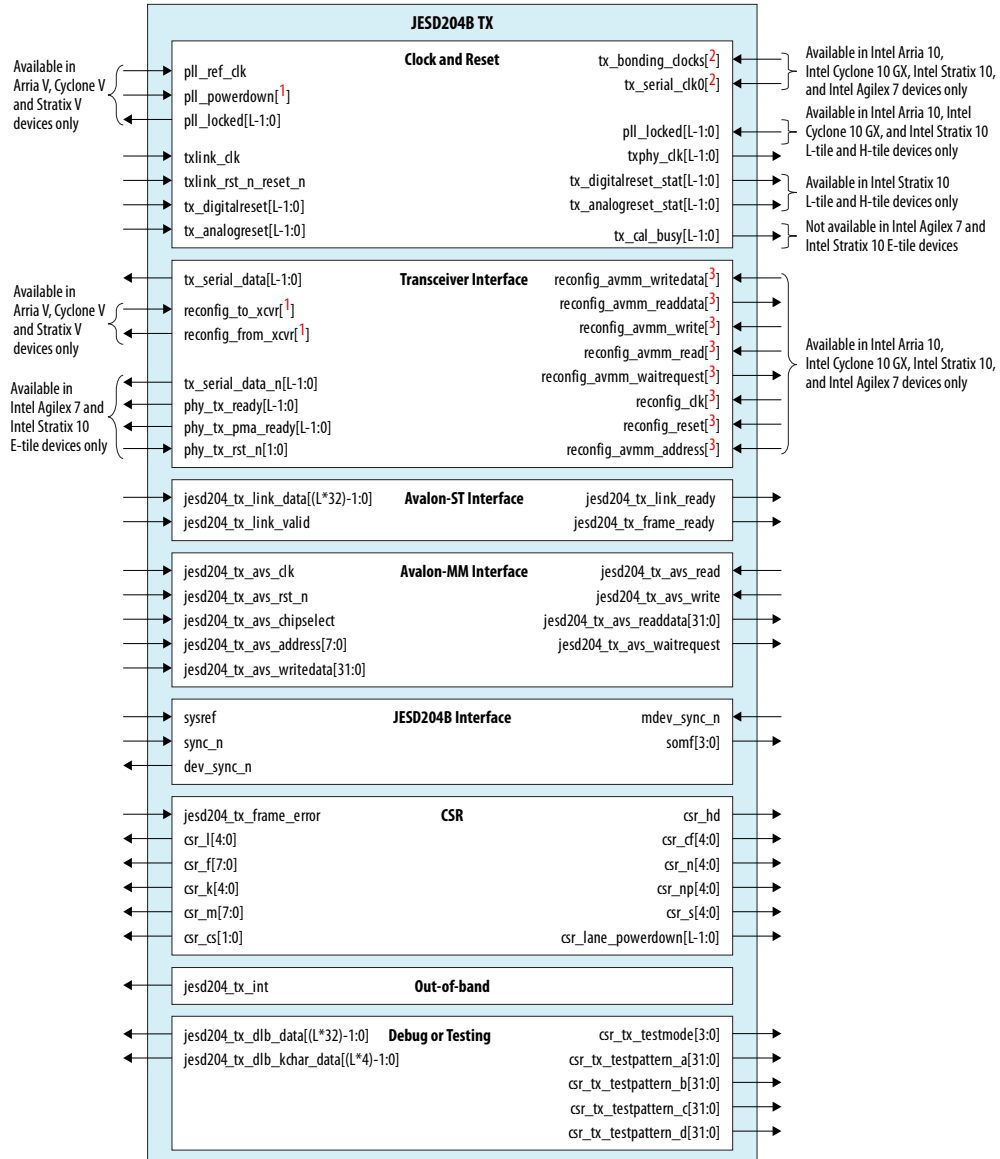 JESD204B TX
Clock and Reset
Available in
Arria V, Cyclone V
and Stratix V
devices only
pll_ref_clk
pll_powerdown[1]
pll_locked[L-1:0]
txlink_clk
txlink_rst_n_reset_n
tx_digitalreset[L-1:0]
tx_analogreset[L-1:0]
tx_bonding_clocks[2]
tx_serial_clk0[2]
pll_locked[L-1:0]
txphy_clk[L-1:0]
tx_digitalreset_stat[L-1:0]
tx_analogreset_stat[L-1:0]
tx_cal_busy[L-1:0]
Available in Intel Arria 10,
Intel Cyclone 10 GX, Intel Stratix 10,
and Intel Agilex 7 devices only
Available in Intel Arria 10, Intel
Cyclone 10 GX, and Intel Stratix 10
L-tile and H-tile devices only
Available in Intel Stratix 10
L-tile and H-tile devices only
Not available in Intel Agilex 7 and
Intel Stratix 10 E-tile devices
Transceiver Interface
tx_serial_data[L-1:0]
Available in
Arria V, Cyclone V
and Stratix V
devices only
reconfig_to_xcvr[1]
reconfig_from_xcvr[1]
Available in
Intel Agilex 7 and
Intel Stratix 10
E-tile devices only
tx_serial_data_n[L-1:0]
phy_tx_ready[L-1:0]
phy_tx_pma_ready[L-1:0]
phy_tx_rst_n[1:0]
reconfig_avmm_writedata[3]
reconfig_avmm_readdata[3]
reconfig_avmm_write[3]
reconfig_avmm_read[3]
reconfig_avmm_waitrequest[3]
reconfig_clk[3]
reconfig_reset[3]
reconfig_avmm_address[3]
Available in Intel Arria 10,
Intel Cyclone 10 GX, Intel Stratix 10,
and Intel Agilex 7 devices only
Avalon-ST Interface
jesd204_tx_link_data[(L*32)-1:0]
jesd204_tx_link_valid
jesd204_tx_link_ready
jesd204_tx_frame_ready
Avalon-MM Interface
jesd204_tx_avs_clk
jesd204_tx_avs_rst_n
jesd204_tx_avs_chipselect
jesd204_tx_avs_address[7:0]
jesd204_tx_avs_writedata[31:0]
jesd204_tx_avs_read
jesd204_tx_avs_write
jesd204_tx_avs_readdata[31:0]
jesd204_tx_avs_waitrequest
JESD204B Interface
sysref
sync_n
dev_sync_n
mdev_sync_n
somf[3:0]
CSR
jesd204_tx_frame_error
csr_l[4:0]
csr_f[7:0]
csr_k[4:0]
csr_m[7:0]
csr_cs[1:0]
csr_hd
csr_cf[4:0]
csr_n[4:0]
csr_np[4:0]
csr_s[4:0]
csr_lane_powerdown[L-1:0]
Out-of-band
jesd204_tx_int
Debug or Testing
jesd204_tx_dlb_data[(L*32)-1:0]
jesd204_tx_dlb_kchar_data[(L*4)-1:0]
csr_tx_testmode[3:0]
csr_tx_testpattern_a[31:0]
csr_tx_testpattern_b[31:0]
csr_tx_testpattern_c[31:0]
csr_tx_testpattern_d[31:0]